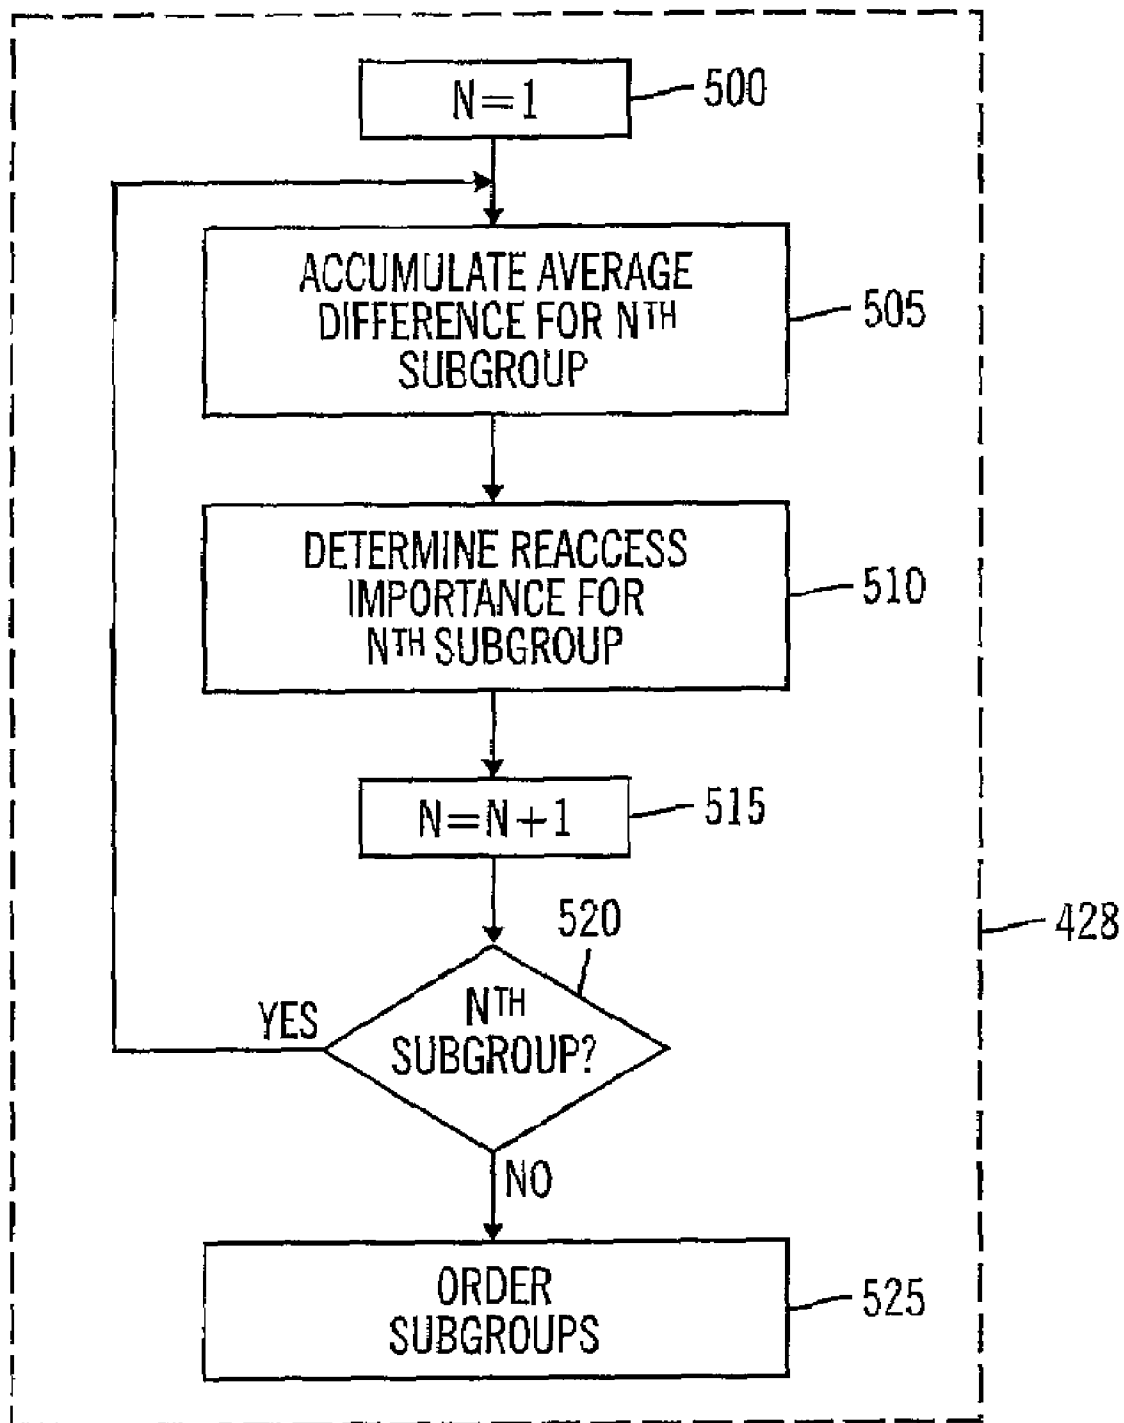 N=1
500
ACCUMULATE AVERAGE
DIFFERENCE FOR NTH
SUBGROUP
505
DETERMINE REACCESS
IMPORTANCE FOR
NTH SUBGROUP
510
N=N+1
515
520
NTH
SUBGROUP?
YES
428
NO
ORDER
SUBGROUPS
525